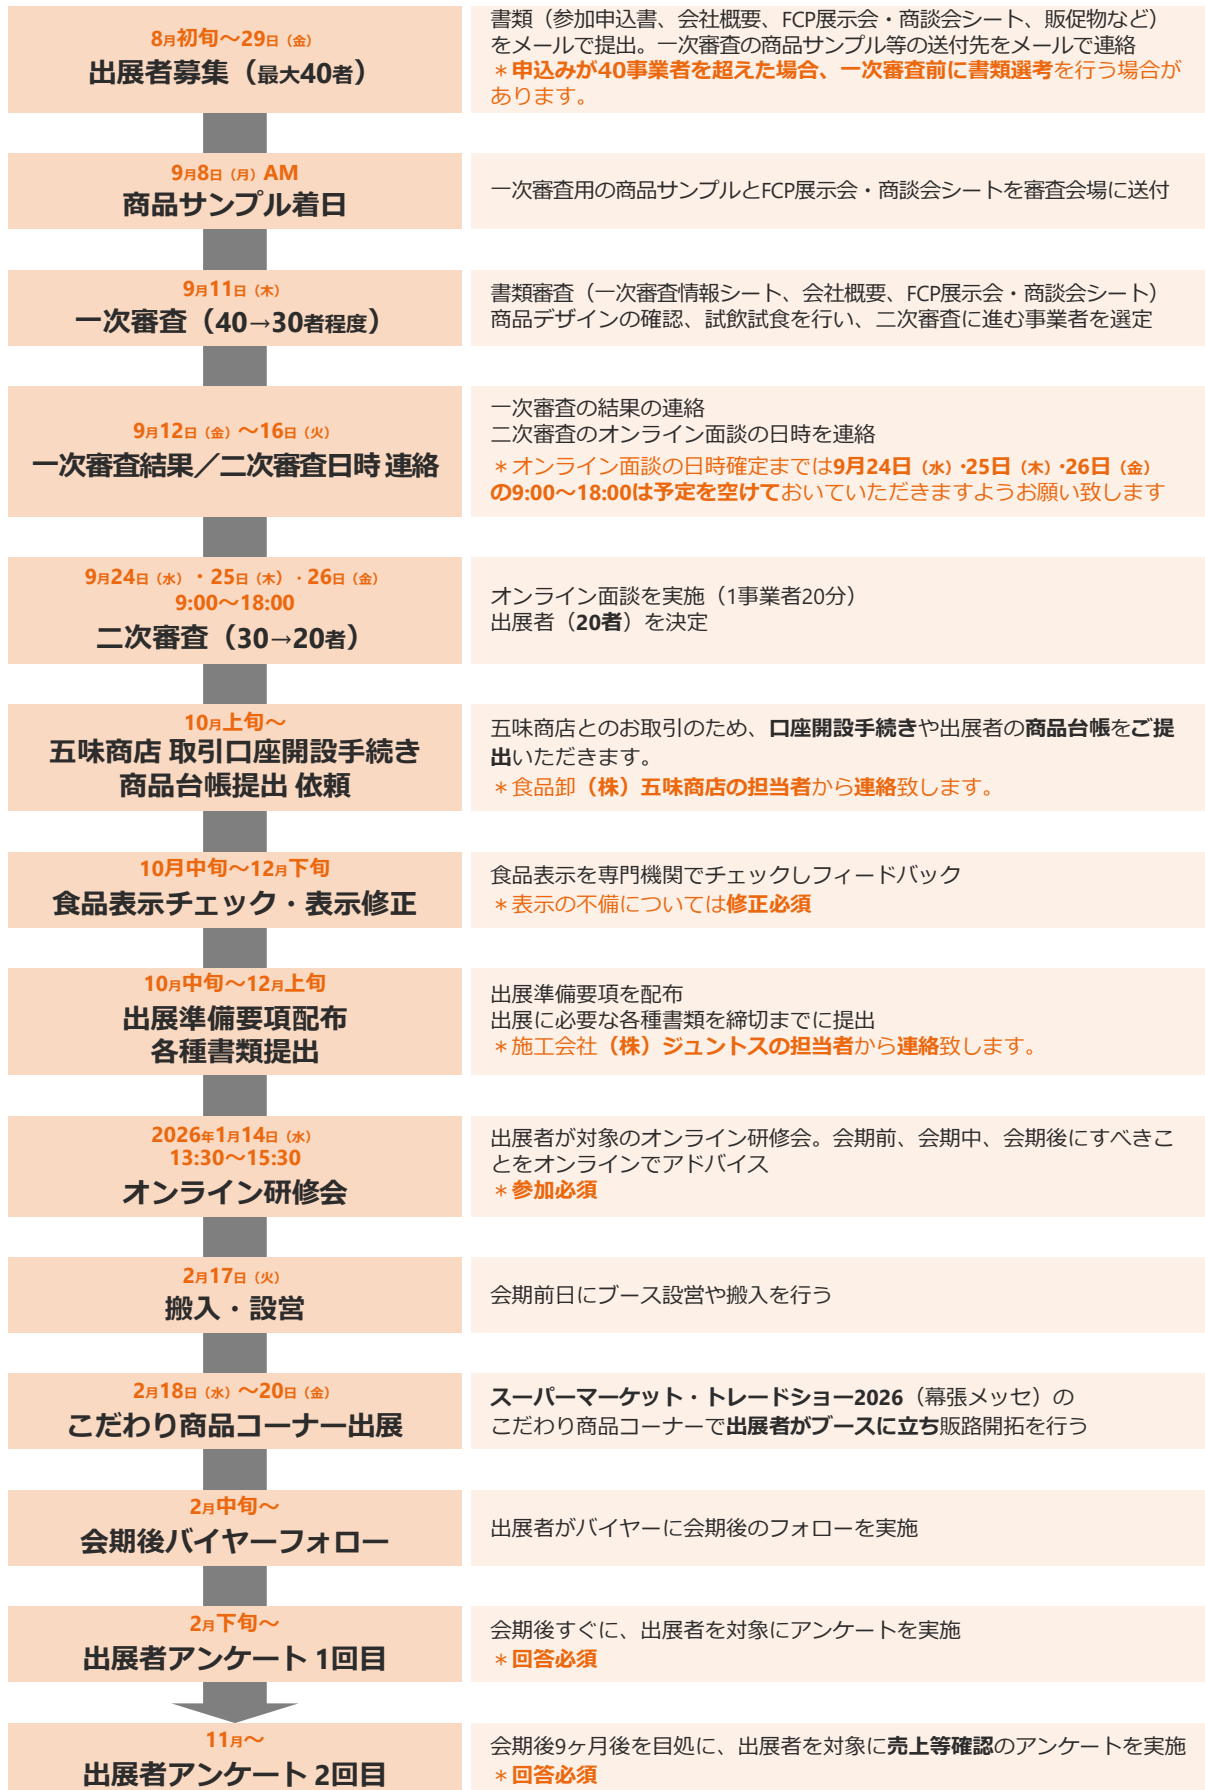 8月初旬～29日（金）
出展者募集（最大40者）
書類（参加申込書、会社概要、FCP展示会・商談会シート、販促物など）
をメールで提出。一次審査の商品サンプル等の送付先をメールで連絡
＊申込みが40事業者を超えた場合、一次審査前に書類選考を行う場合が
あります。
9月8日（月）AM
商品サンプル着日
一次審査用の商品サンプルとFCP展示会・商談会シートを審査会場に送付
9月11日（木）
一次審査（40→30者程度）
書類審査（一次審査情報シート、会社概要、FCP展示会・商談会シート）
商品デザインの確認、試飲試食を行い、二次審査に進む事業者を選定
9月12日（金）～16日（火）
一次審査結果／二次審査日時 連絡
一次審査の結果の連絡
二次審査のオンライン面談の日時を連絡
＊オンライン面談の日時確定までは9月24日（水）・25日（木）・26日（金）
の9:00～18:00は予定を空けておいていただきますようお願い致します
9月24日（水）・25日（木）・26日（金）
9:00～18:00
二次審査（30→20者）
オンライン面談を実施（1事業者20分）
出展者（20者）を決定
10月上旬～
五味商店 取引口座開設手続き
商品台帳提出 依頼
五味商店とのお取引のため、口座開設手続きや出展者の商品台帳をご提
出いただきます。
＊食品卸（株）五味商店の担当者から連絡致します。
10月中旬～12月下旬
食品表示チェック・表示修正
食品表示を専門機関でチェックしフィードバック
＊表示の不備については修正必須
10月中旬～12月上旬
出展準備要項配布
各種書類提出
出展準備要項を配布
出展に必要な各種書類を締切までに提出
＊施工会社（株）ジュントスの担当者から連絡致します。
2026年1月14日（水）
13:30～15:30
オンライン研修会
出展者が対象のオンライン研修会。会期前、会期中、会期後にすべきこ
とをオンラインでアドバイス
＊参加必須
2月17日（火）
搬入・設営
会期前日にブース設営や搬入を行う
2月18日（水）～20日（金）
こだわり商品コーナー出展
スーパーマーケット・トレードショー2026（幕張メッセ）の
こだわり商品コーナーで出展者がブースに立ち販路開拓を行う
2月中旬～
会期後バイヤーフォロー
出展者がバイヤーに会期後のフォローを実施
2月下旬～
出展者アンケート 1回目
会期後すぐに、出展者を対象にアンケートを実施
＊回答必須
11月～
出展者アンケート 2回目
会期後9ヶ月後を目処に、出展者を対象に売上等確認のアンケートを実施
＊回答必須